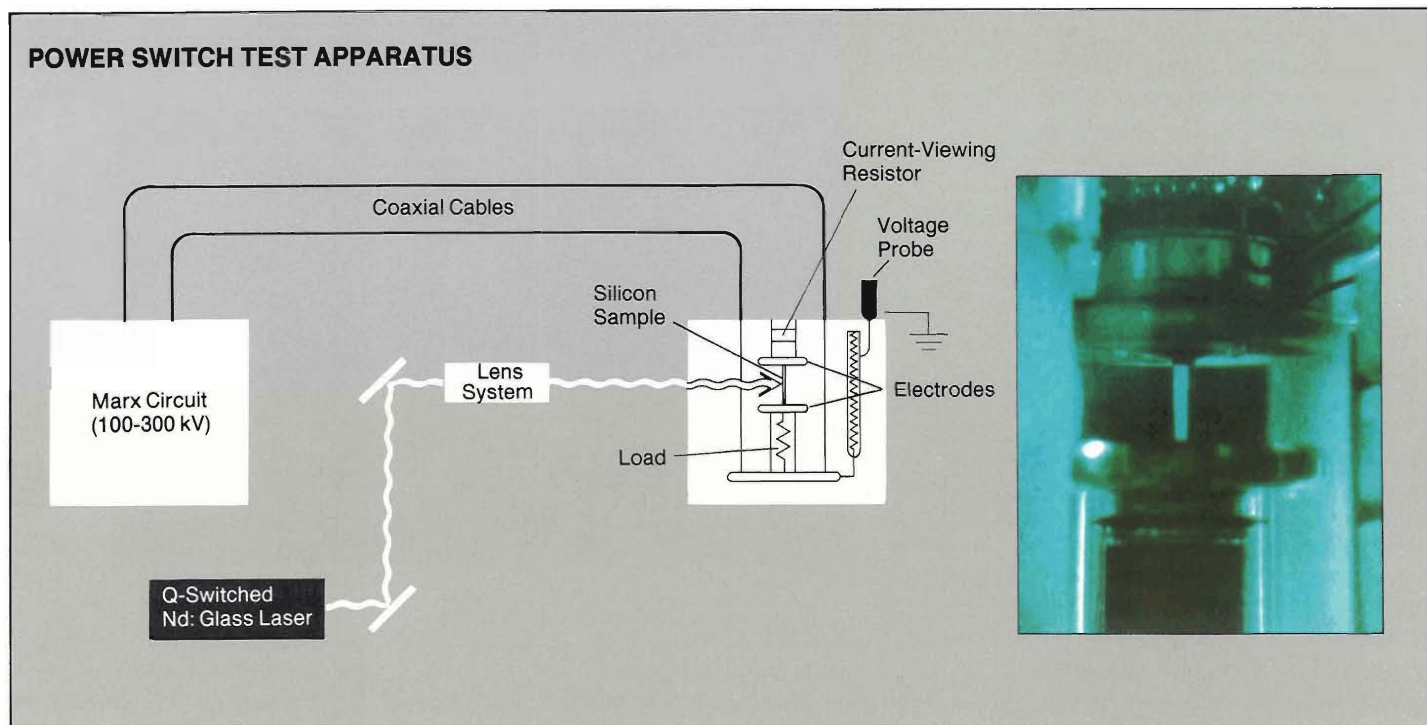 POWER SWITCH TEST APPARATUS
Current-Viewing
Resistor
Coaxial Cables
Voltage
Probe
Silicon
Sample
Lens
System
Electrodes
Marx Circuit
(100-300 kV)
Load
Q-Switched
Nd: Glass Laser